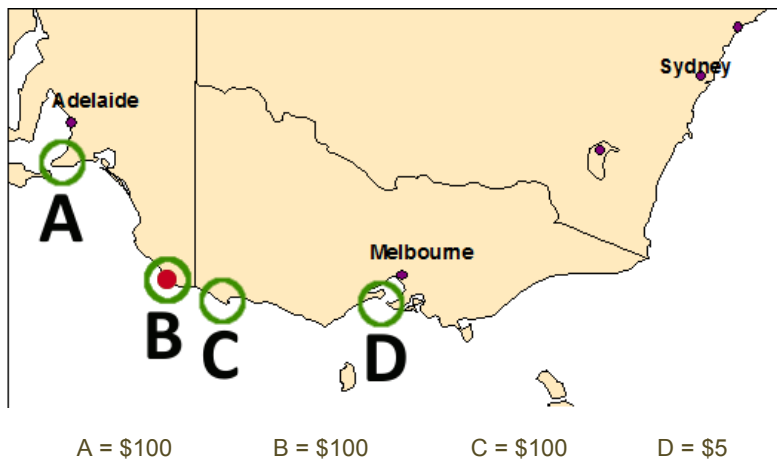 Sydney
Adelaide
A
Melbourne
B
C
D
A = $100 B = $100 C = $100 D = $5